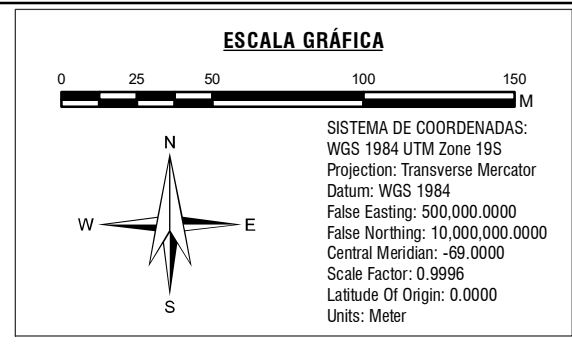 ESCALA GRÁFICA
0 25 50 100 150
M
N
W E
S
SISTEMA DE COORDENADAS:
WGS 1984 UTM Zone 19S
Projection: Transverse Mercator
Datum: WGS 1984
False Easting: 500,000.0000
False Northing: 10,000,000.0000
Central Meridian: -69.0000
Scale Factor: 0.9996
Latitude Of Origin: 0.0000
Units: Meter